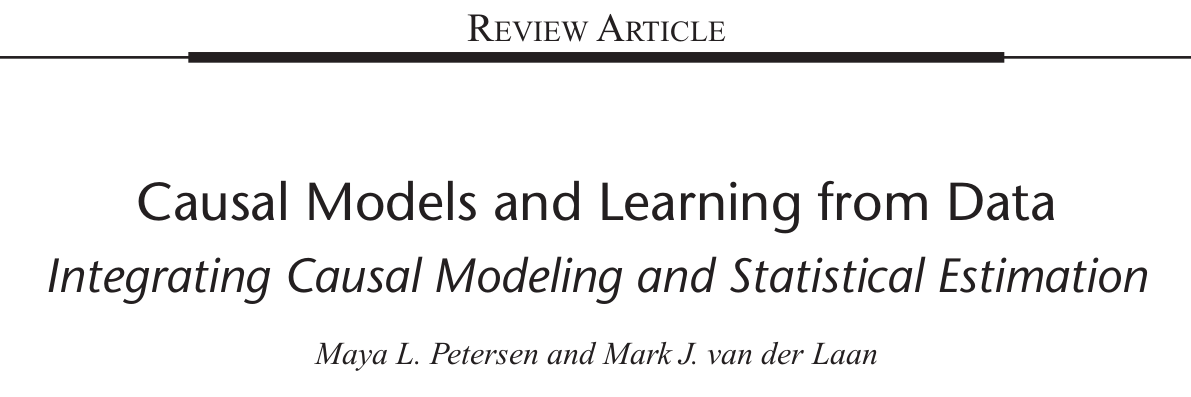 REVIEW ARTICLE
Causal Models and Learning from Data
Integrating Causal Modeling and Statistical Estimation
Maya L. Petersen and Mark J. van der Laan